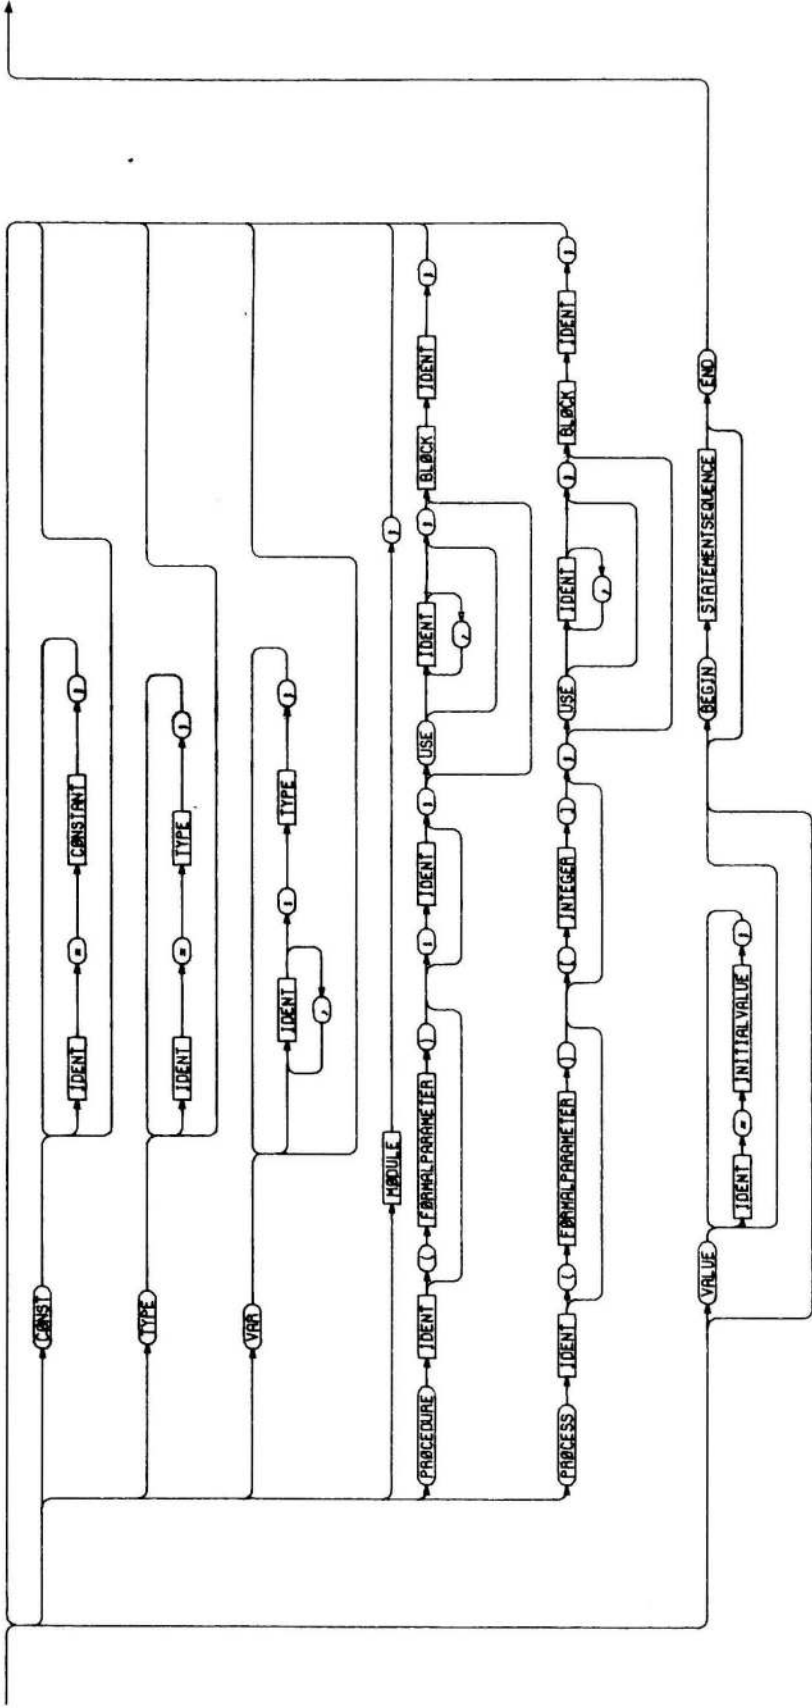 CØNST IDENT = CØNSTANT ;
TYPE IDENT = TYPE ;
VAR IDENT : TYPE ;
,
MØDULE ;
PRØCEDURE IDENT ( FØRMALPARAMETER ) : IDENT ; USE IDENT ; BLØCK IDENT ;
,
PRØCESS IDENT ( FØRMALPARAMETER ) [ INTEGER ] ; USE IDENT ; BLØCK IDENT ;
,
VALUE BEGIN STATEMENTSEQUENCE END
IDENT = INITIALVALUE ;